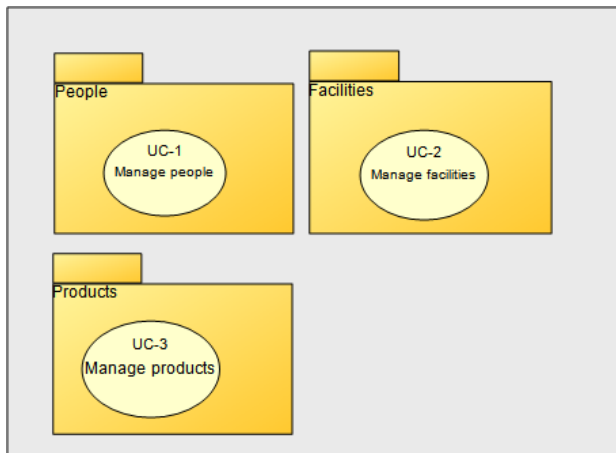 People
UC-1
Manage people
Facilities
UC-2
Manage facilities
Products
UC-3
Manage products